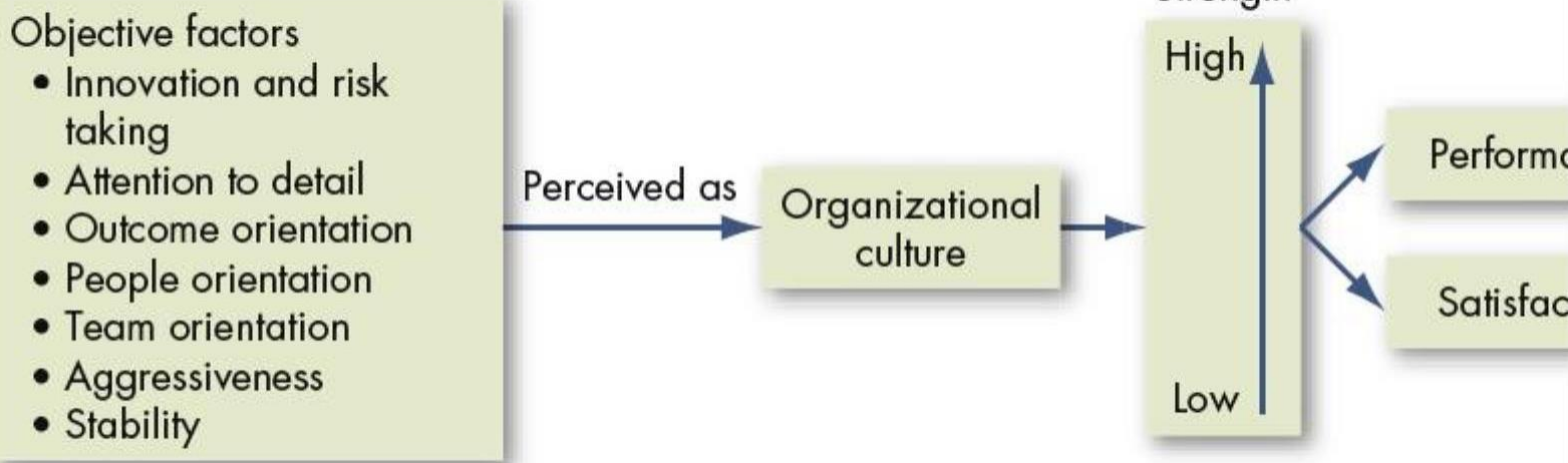 Objective factors
• Innovation and risk
taking
• Attention to detail
• Outcome orientation
• People orientation
• Team orientation
• Aggressiveness
• Stability
Perceived as
Organizational
culture
High
Low